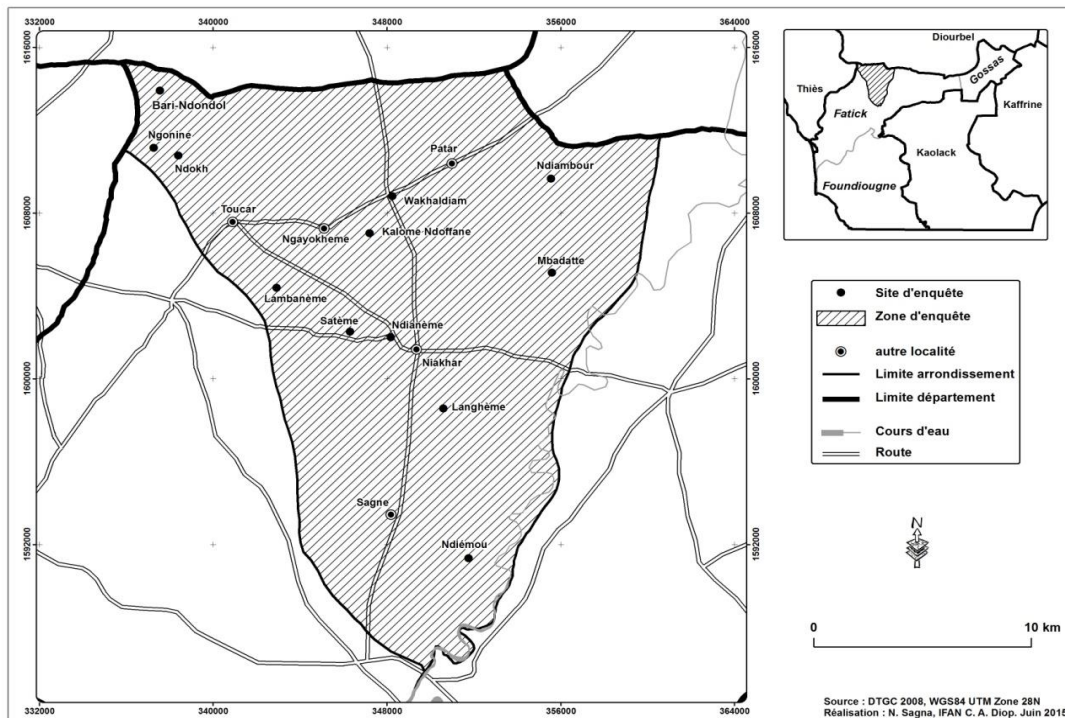 332000
340000
348000
356000
364000
1616000
1616000
Bari-Ndondol
Ngonine
Ndokh
Patar
Ndiambour
Wakhaldiam
Toucar
Ngayokheme
Kalome Ndoffane
1608000
1608000
Mbadatte
Lambanème
Satème
Ndianème
Niakhar
1600000
1600000
Langhème
Sagne
Ndiémou
1592000
1592000
340000
348000
356000
364000
Diourbel
Gossas
Thiès
Kaffrine
Fatick
Kaolack
Foundiougne
Site d'enquête
Zone d'enquête
autre localité
Limite arrondissement
Limite département
Cours d'eau
Route
N
0
10 km
Source : DTGC 2008, WGS84 UTM Zone 28N
Réalisation : N. Sagna, IFAN C. A. Diop. Juin 2015